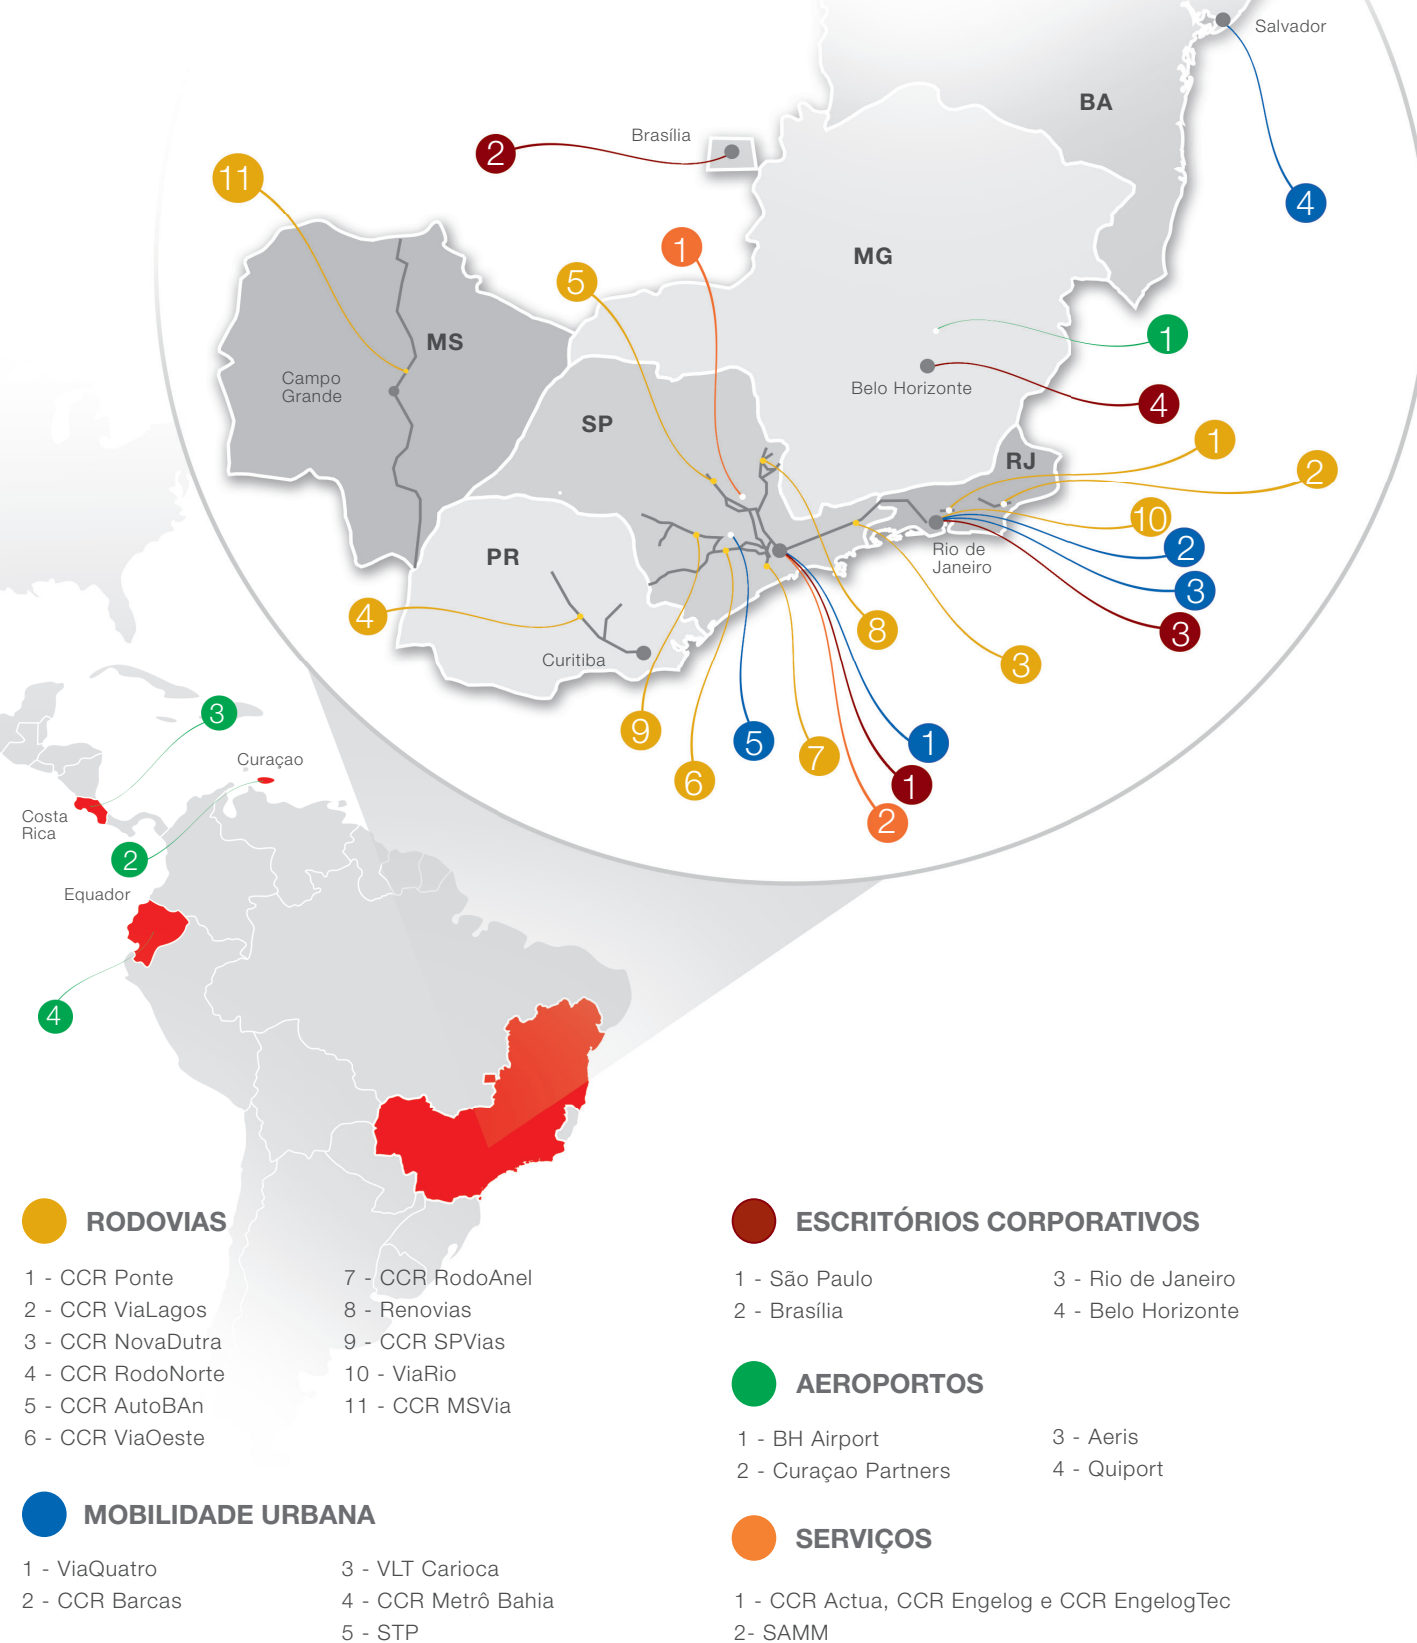 Salvador
BA
Brasília
2
11
4
1
MG
5
MS
1
Campo
Grande
Belo Horizonte
4
SP
1
RJ
2
10
PR
Rio de
Janeiro
2
3
4
8
3
Curitiba
3
3
9
5
7
1
6
1
2
Curaçao
Costa
Rica
2
Equador
4
RODOVIAS
1 - CCR Ponte
2 - CCR ViaLagos
3 - CCR NovaDutra
4 - CCR RodoNorte
5 - CCR AutoBAn
6 - CCR ViaOeste
7 - CCR RodoAnel
8 - Renovias
9 - CCR SPVias
10 - ViaRio
11 - CCR MSVia
MOBILIDADE URBANA
1 - ViaQuatro
2 - CCR Barcas
3 - VLT Carioca
4 - CCR Metrô Bahia
5 - STP
ESCRITÓRIOS CORPORATIVOS
1 - São Paulo
2 - Brasília
3 - Rio de Janeiro
4 - Belo Horizonte
AEROPORTOS
1 - BH Airport
2 - Curaçao Partners
3 - Aeris
4 - Quiport
SERVIÇOS
1 - CCR Actua, CCR Engelog e CCR EngelogTec
2- SAMM